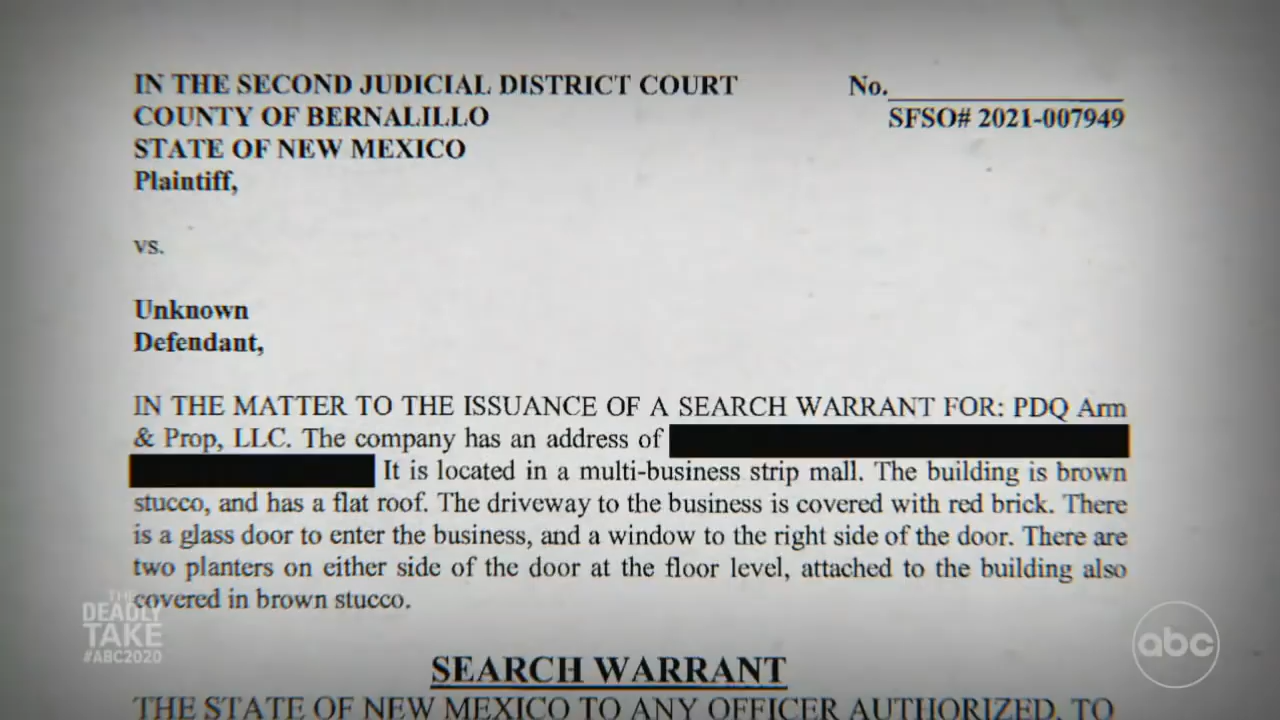 IN THE SECOND JUDICIAL DISTRICT COURT No.
COUNTY OF BERNALILLO SFSO# 2021-007949
STATE OF NEW MEXICO
Plaintiff,
vs.
Unknown
Defendant,
IN THE MATTER TO THE ISSUANCE OF A SEARCH WARRANT FOR: PDQ Arm
& Prop, LLC. The company has an address of
It is located in a multi-business strip mall. The building is brown
stucco, and has a flat roof. The driveway to the business is covered with red brick. There
is a glass door to enter the business, and a window to the right side of the door. There are
two planters on either side of the door at the floor level, attached to the building also
covered in brown stucco.
SEARCH WARRANT
THE STATE OF NEW MEXICO TO ANY OFFICER AUTHORIZED, TO
THE
DEADLY
TAKE
#ABC2020
abc